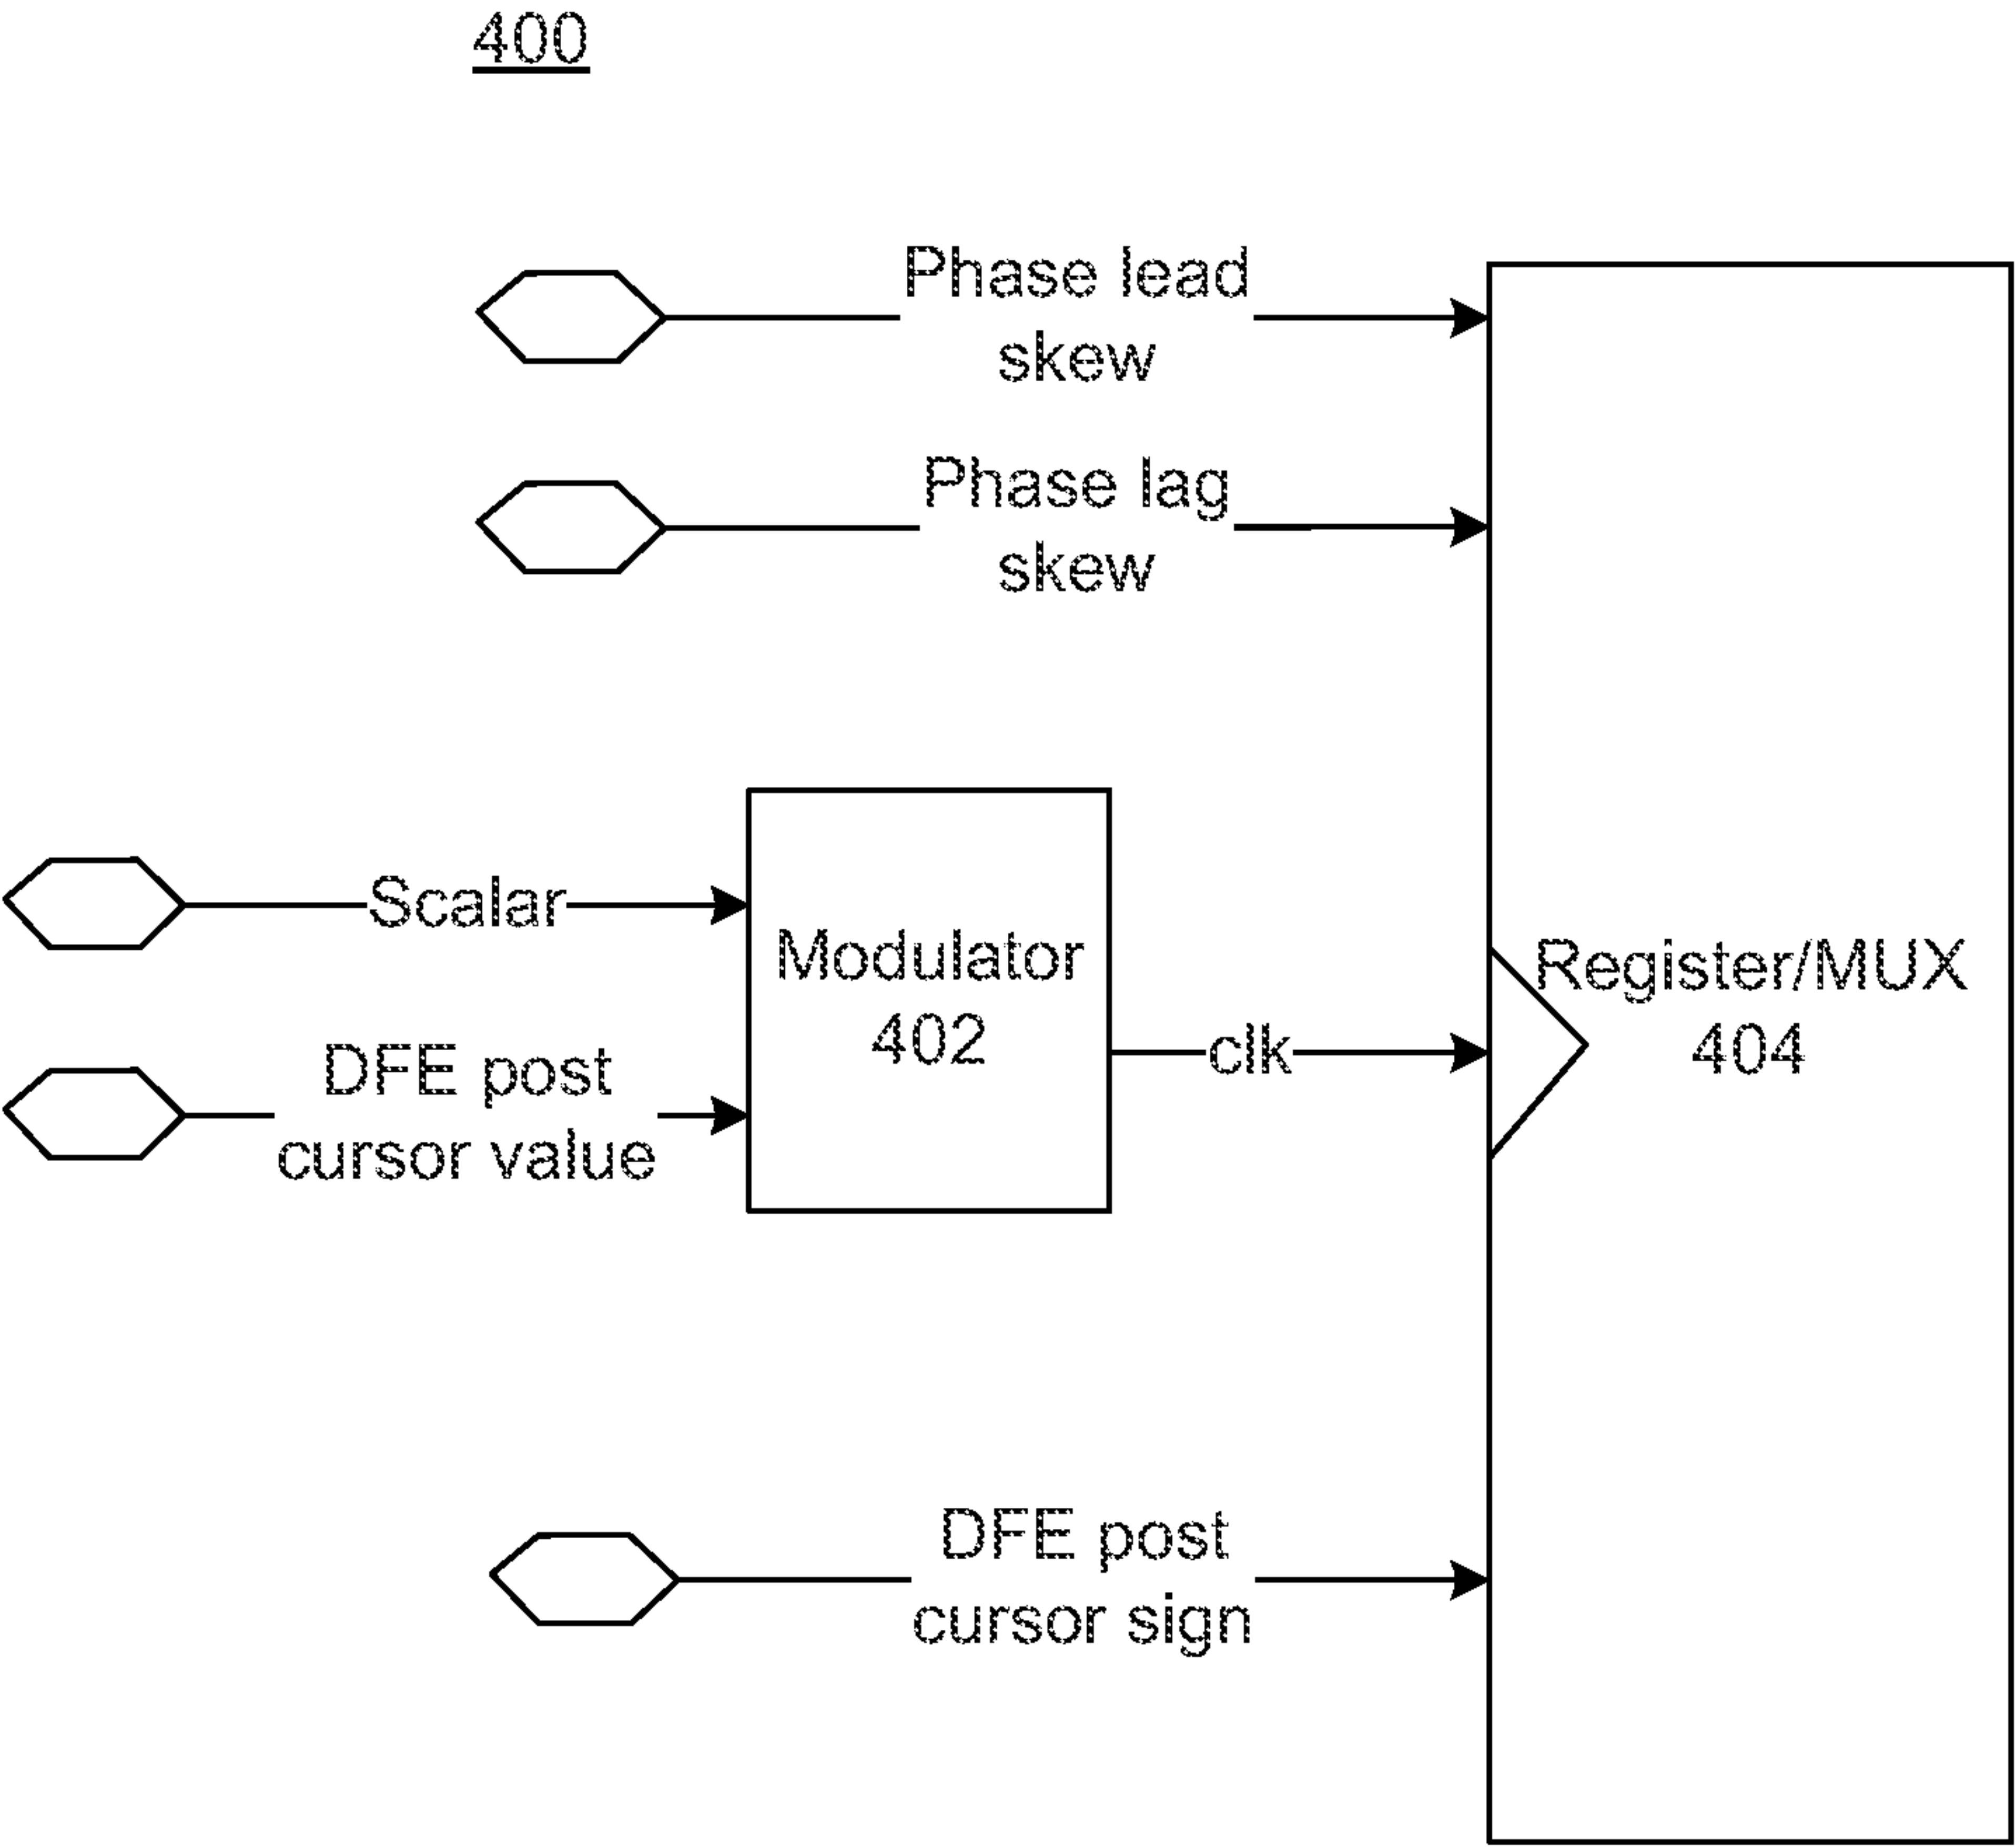 400
Phase lead
skew
Phase lag
skew
Scalar
DFE post
cursor value
Modulator
402
clk
Register/MUX
404
DFE post
cursor sign